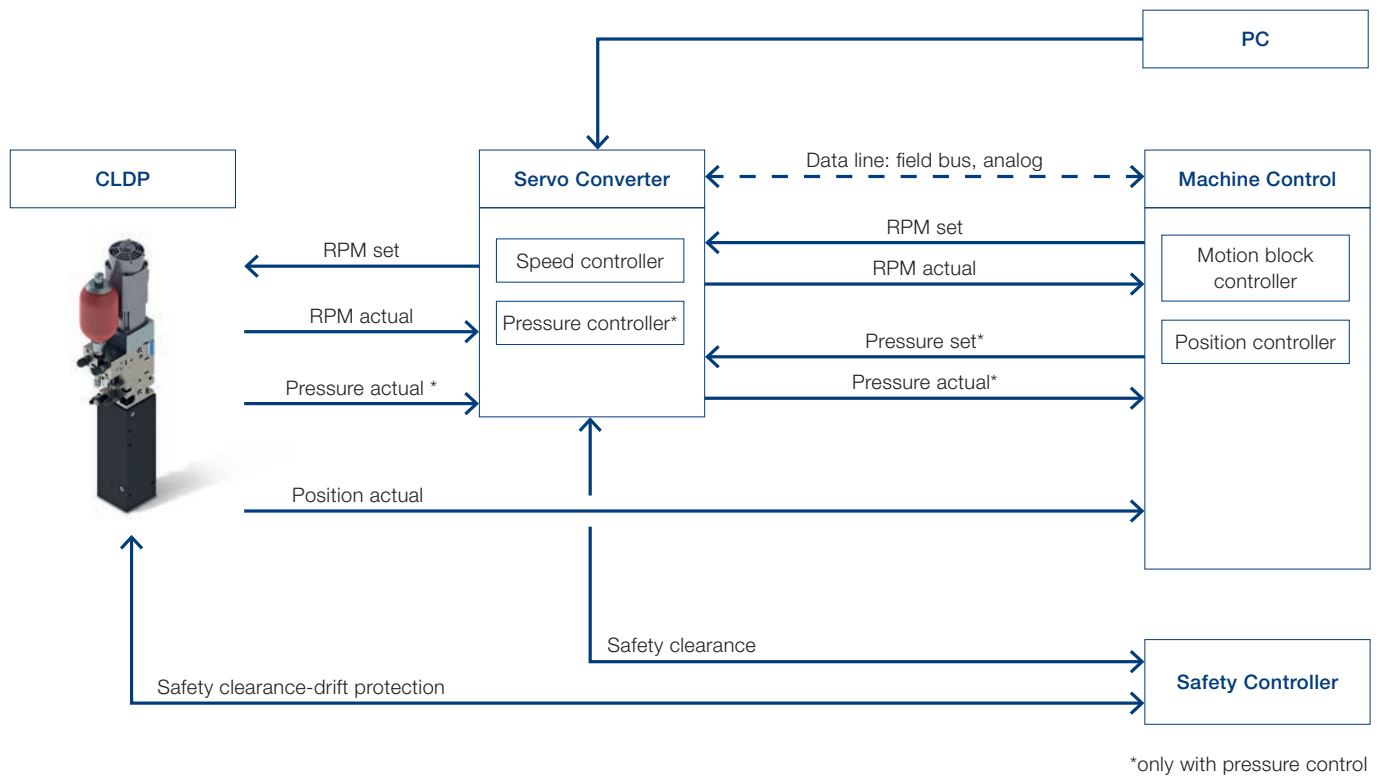 PC
CLDP
Servo Converter
Data line: field bus, analog
Machine Control
RPM set
RPM actual
Pressure actual *
Speed controller
Pressure controller*
RPM set
RPM actual
Pressure set*
Pressure actual*
Motion block
controller
Position controller
Position actual
Safety clearance
Safety clearance-drift protection
Safety Controller
*only with pressure control